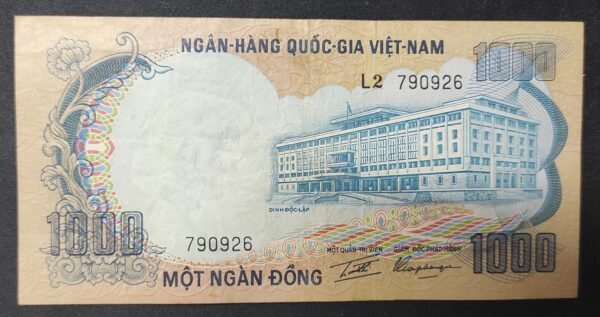 NGÂN-HÀNG QUỐC-GIA VIỆT-NAM
1000
L2 790926
DINH ĐỘC-LẬP
1000
790926
MỘT QUẢN-TRỊ VIÊN
GIÁM ĐỐC PHÁT-HÀNH
1000
MỘT NGÀN ĐỒNG